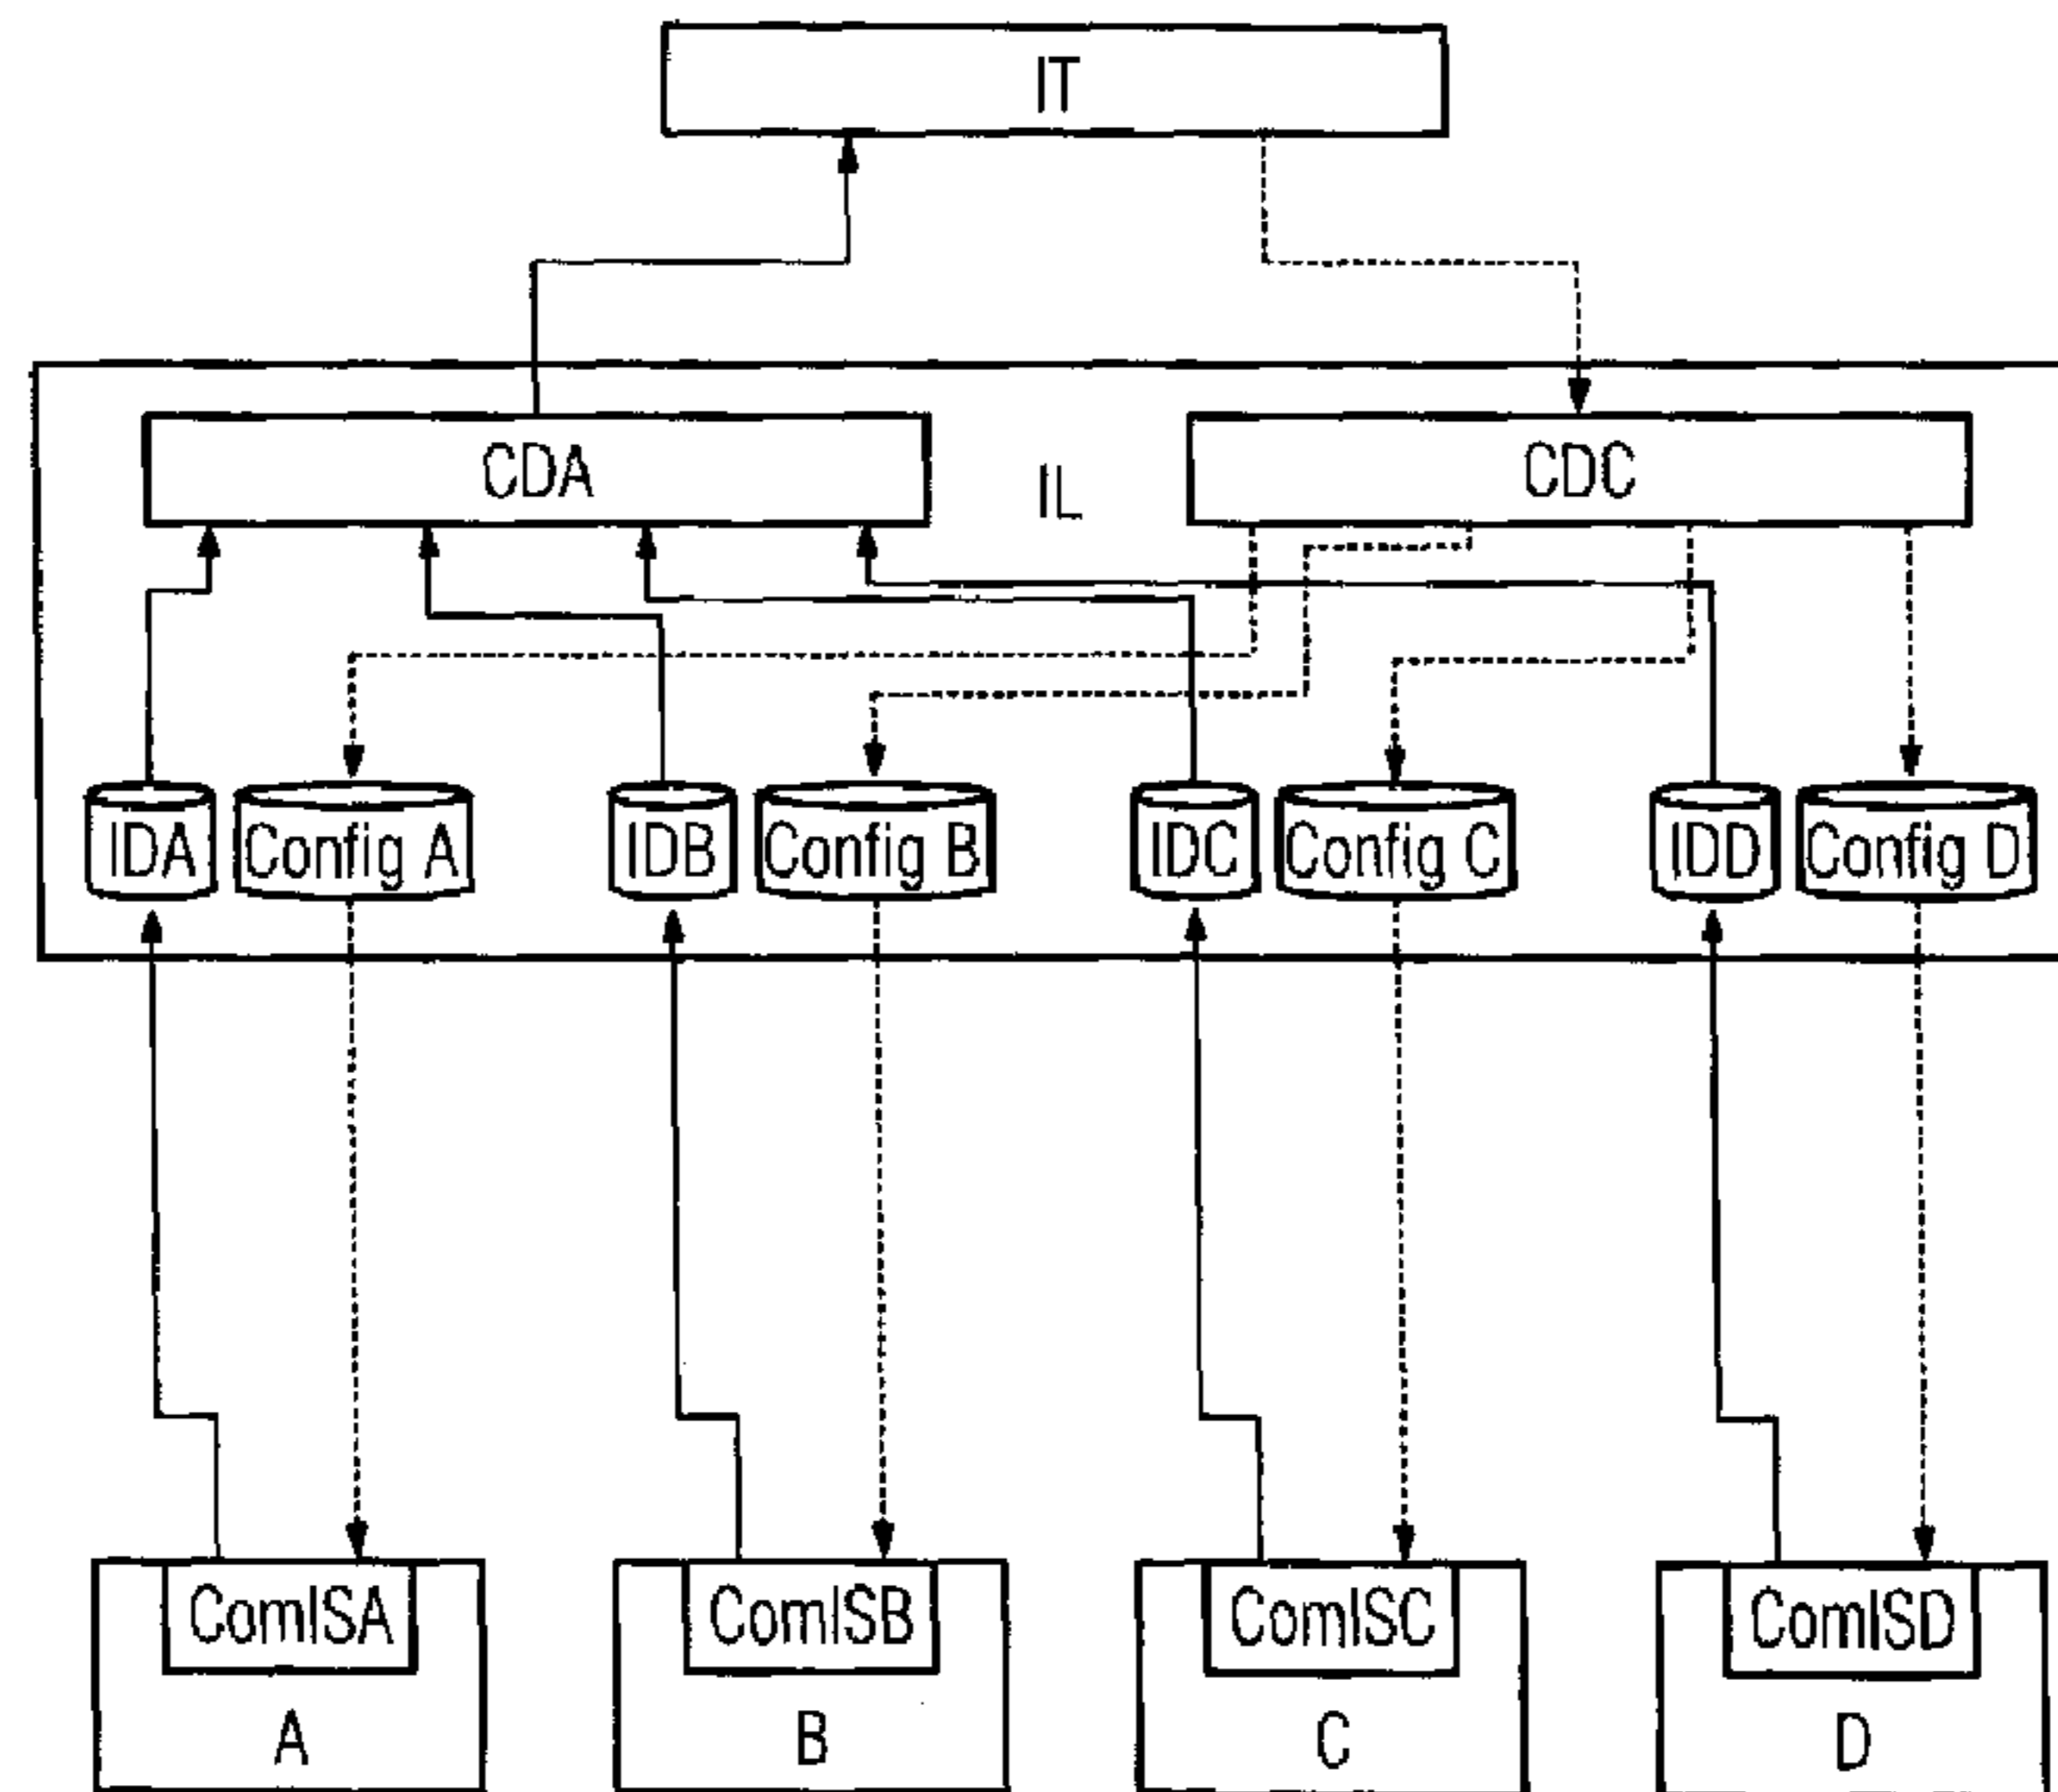 IT
CDA
IL
CDC
IDA
Config A
IDB
Config B
IDC
Config C
IDD
Config D
ComISA
ComISB
ComISC
ComISD
A
B
C
D